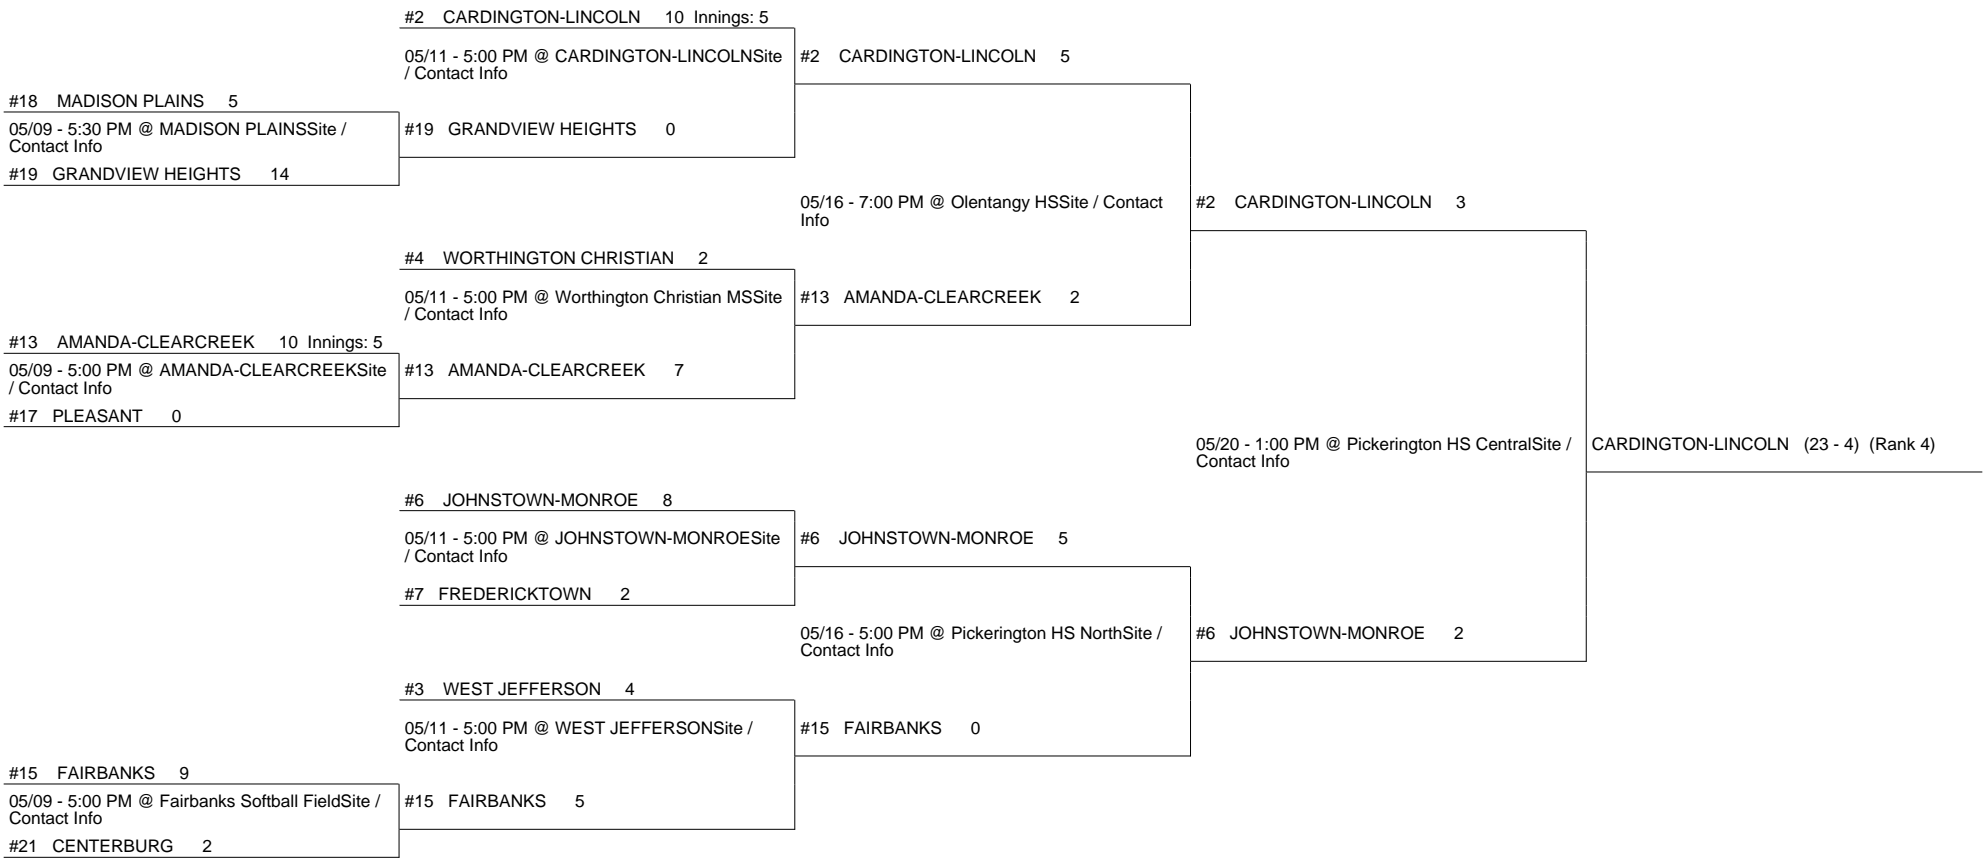 #2 CARDINGTON-LINCOLN 10 Innings: 5
05/11 - 5:00 PM @ CARDINGTON-LINCOLNSite
/ Contact Info
#2 CARDINGTON-LINCOLN 5
#18 MADISON PLAINS 5
05/09 - 5:30 PM @ MADISON PLAINSSite /
Contact Info
#19 GRANDVIEW HEIGHTS 0
#19 GRANDVIEW HEIGHTS 14
05/16 - 7:00 PM @ Olentangy HSSite / Contact
Info
#2 CARDINGTON-LINCOLN 3
#4 WORTHINGTON CHRISTIAN 2
05/11 - 5:00 PM @ Worthington Christian MSSite
/ Contact Info
#13 AMANDA-CLEARCREEK 2
#13 AMANDA-CLEARCREEK 10 Innings: 5
05/09 - 5:00 PM @ AMANDA-CLEARCREEKSite
/ Contact Info
#13 AMANDA-CLEARCREEK 7
#17 PLEASANT 0
05/20 - 1:00 PM @ Pickerington HS CentralSite /
Contact Info
CARDINGTON-LINCOLN (23 - 4) (Rank 4)
#6 JOHNSTOWN-MONROE 8
05/11 - 5:00 PM @ JOHNSTOWN-MONROESite
/ Contact Info
#6 JOHNSTOWN-MONROE 5
#7 FREDERICKTOWN 2
05/16 - 5:00 PM @ Pickerington HS NorthSite /
Contact Info
#6 JOHNSTOWN-MONROE 2
#3 WEST JEFFERSON 4
05/11 - 5:00 PM @ WEST JEFFERSONSite /
Contact Info
#15 FAIRBANKS 0
#15 FAIRBANKS 9
05/09 - 5:00 PM @ Fairbanks Softball FieldSite /
Contact Info
#15 FAIRBANKS 5
#21 CENTERBURG 2